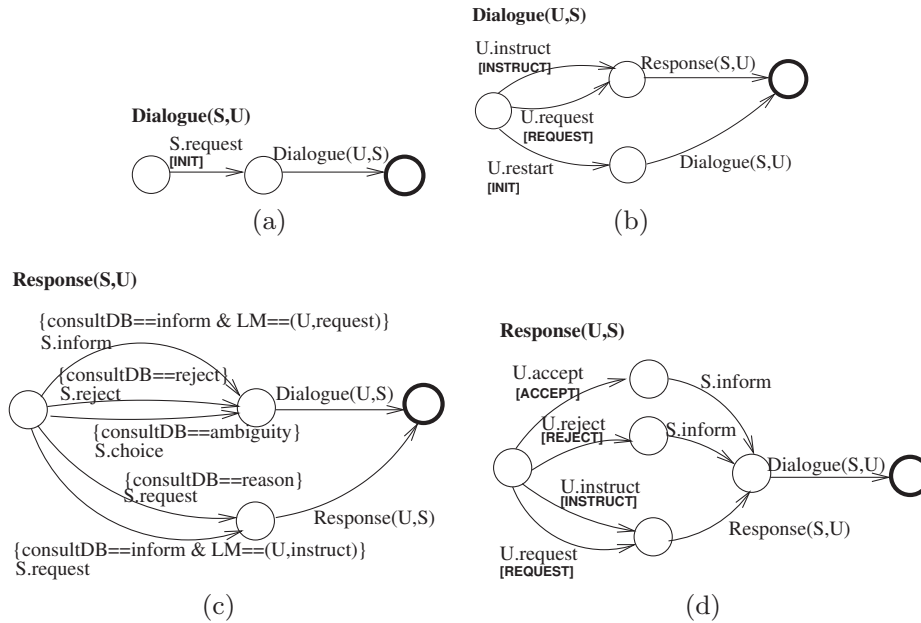 Dialogue(S,U)
S.request
[INIT]
Dialogue(U,S)
(a)
Dialogue(U,S)
U.instruct
[INSTRUCT]
Response(S,U)
U.request
[REQUEST]
U.restart
[INIT]
Dialogue(S,U)
(b)
Response(S,U)
{consultDB==inform & LM==(U,request)}
S.inform
{consultDB==reject}
S.reject
Dialogue(U,S)
{consultDB==ambiguity}
S.choice
{consultDB==reason}
S.request
Response(U,S)
{consultDB==inform & LM==(U,instruct)}
S.request
(c)
Response(U,S)
U.accept
[ACCEPT]
S.inform
U.reject
[REJECT]
S.inform
Dialogue(S,U)
U.instruct
[INSTRUCT]
Response(S,U)
U.request
[REQUEST]
(d)